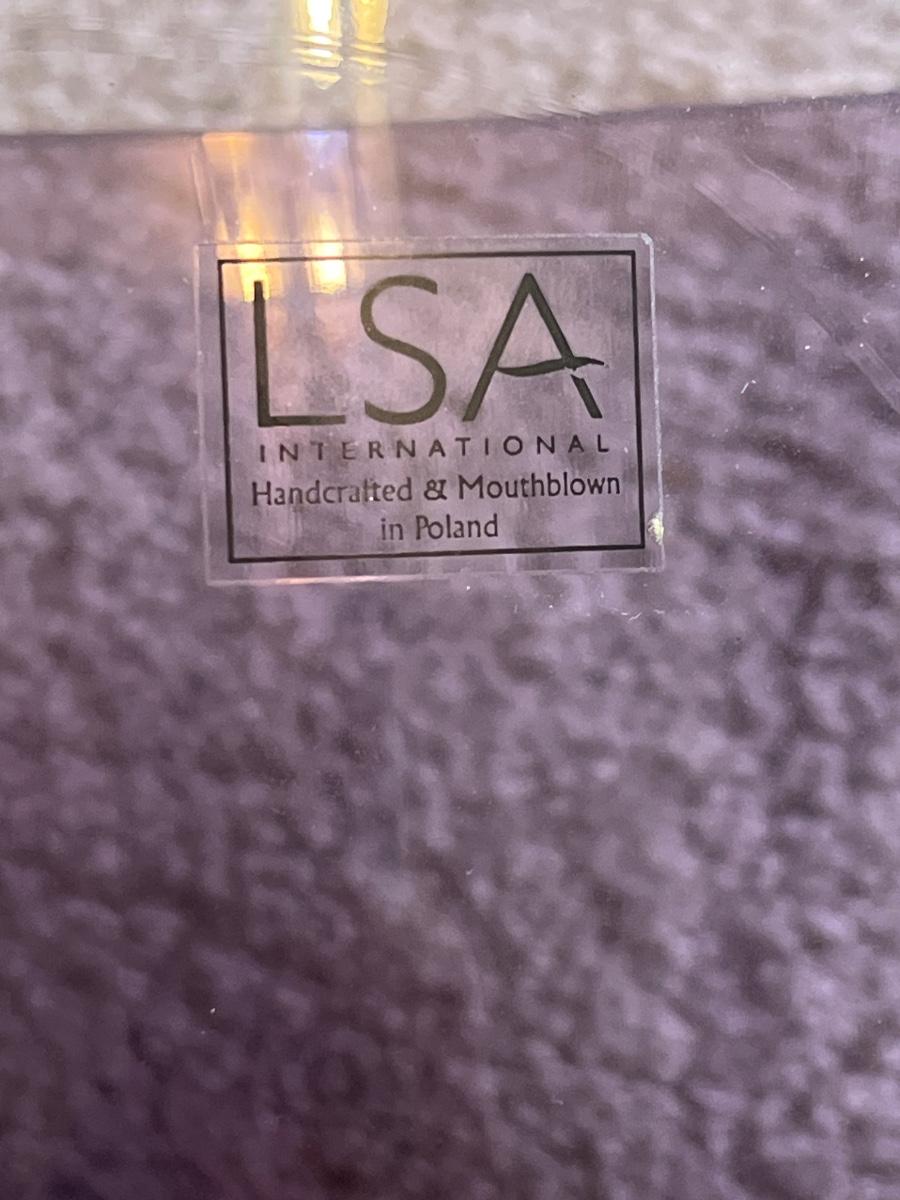 LSA
INTERNATIONAL
Handcrafted & Mouthblown
in Poland